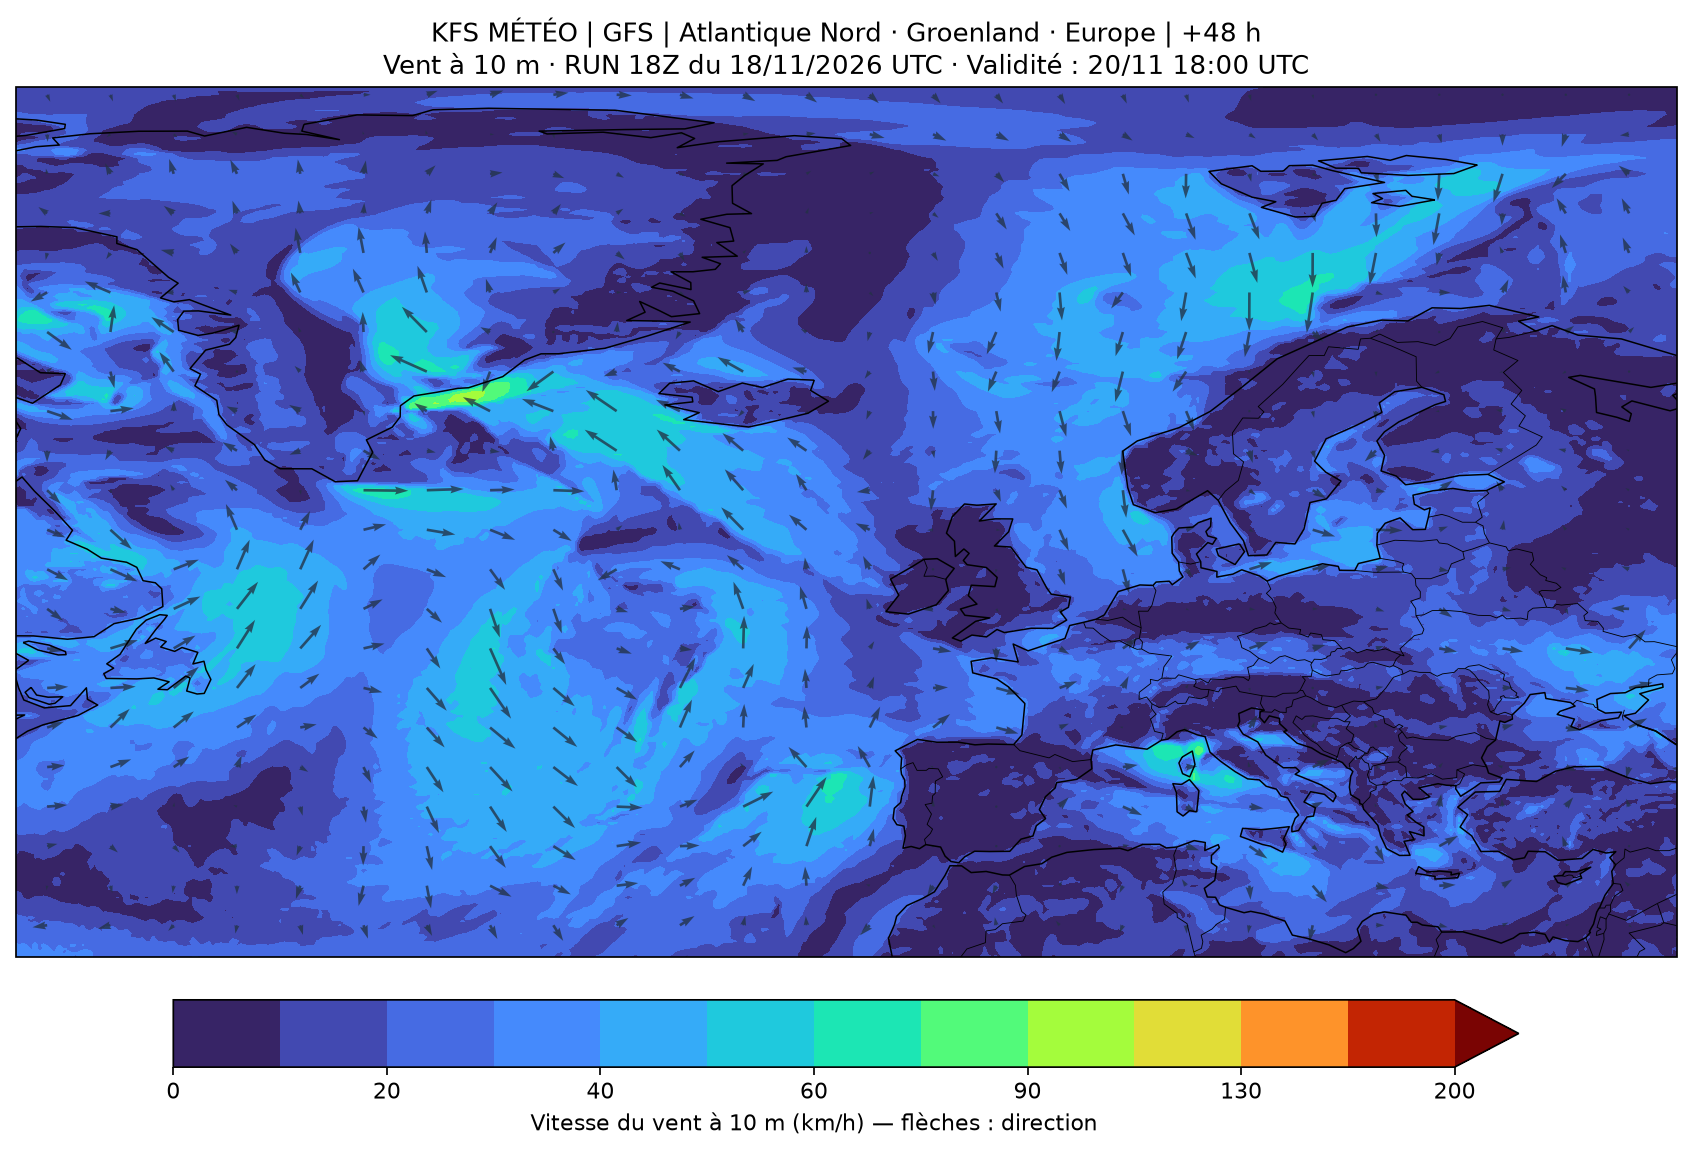 KFS MÉTÉO | GFS | Atlantique Nord · Groenland · Europe | +48 h
Vent à 10 m · RUN 18Z du 18/11/2026 UTC · Validité : 20/11 18:00 UTC
0 20 40 60 90 130 200
Vitesse du vent à 10 m (km/h) — flèches : direction